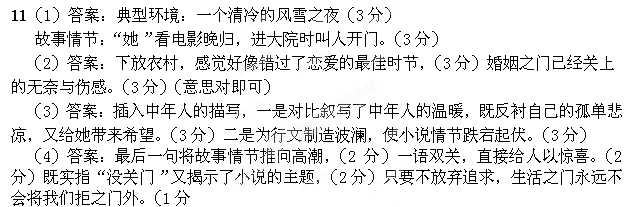 11（1）答案：典型环境：一个清冷的风雪之夜（3 分）
故事情节：“她”看电影晚归，进大院时叫人开门。（3 分）
（2）答案：下放农村，感觉好像错过了恋爱的最佳时节，（3 分）婚姻之门已经关上
的无奈与伤感。（3 分）（意思对即可）
（3）答案：插入中年人的描写，一是对比叙写了中年人的温暖，既反衬自己的孤单悲
凉，又给她带来希望。（3 分）二是为行文制造波澜，使小说情节跌宕起伏。（3 分）
（4）答案：最后一句将故事情节推向高潮，（2 分）一语双关，直接给人以惊喜。（2
分）既实指“没关门”又揭示了小说的主题，（2 分）只要不放弃追求，生活之门永远不
会将我们拒之门外。（1 分